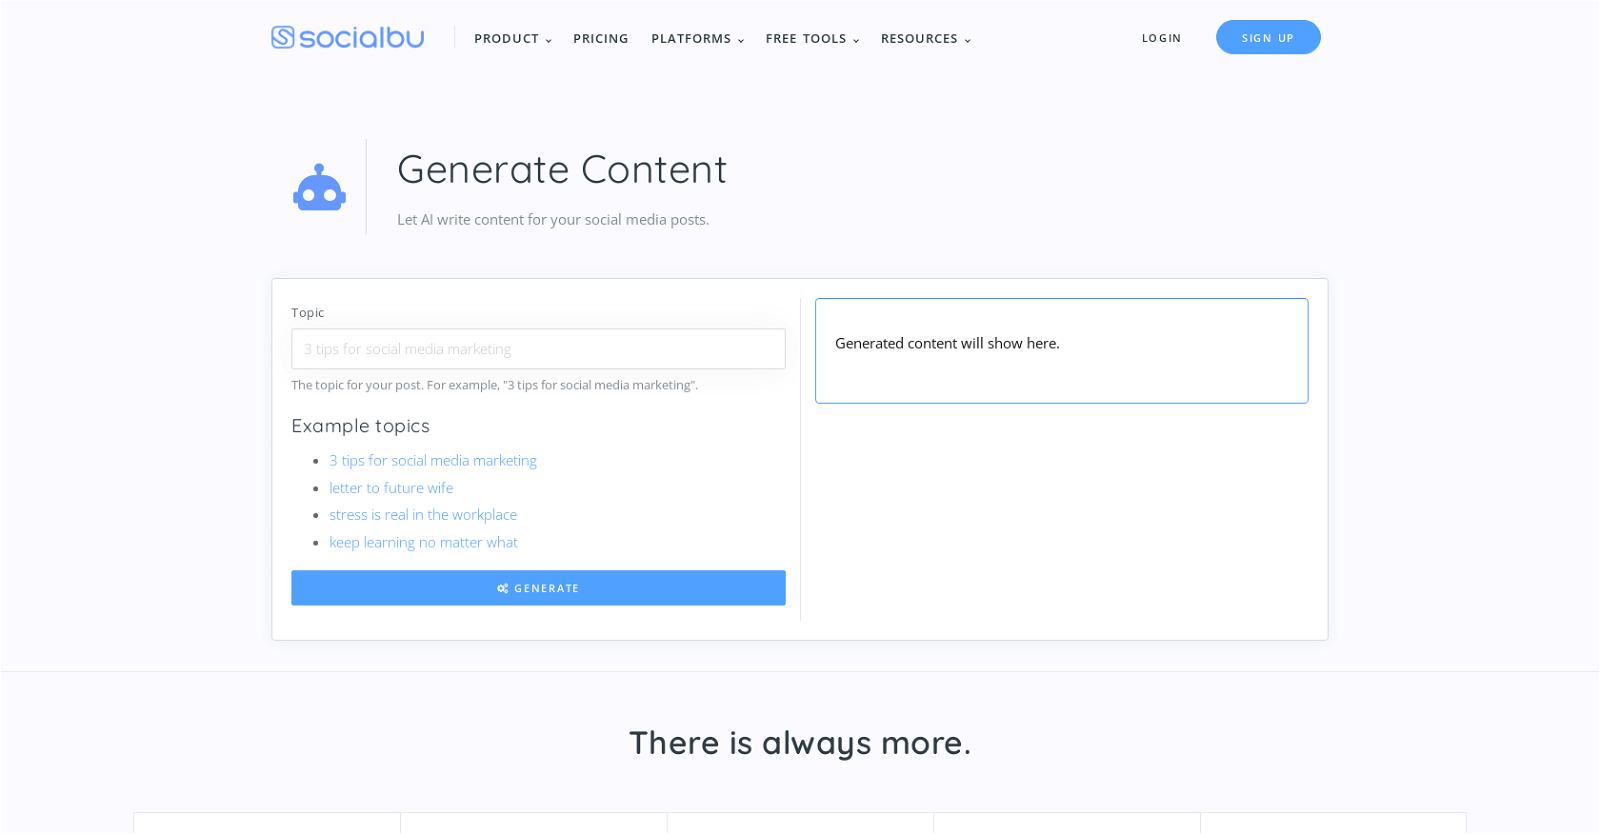 socialbu
PRODUCT PRICING PLATFORMS FREE TOOLS RESOURCES LOGIN SIGN UP
Generate Content
Let AI write content for your social media posts.
Topic
3 tips for social media marketing
The topic for your post. For example, "3 tips for social media marketing".
Example topics
3 tips for social media marketing
letter to future wife
stress is real in the workplace
keep learning no matter what
GENERATE
Generated content will show here.
There is always more.